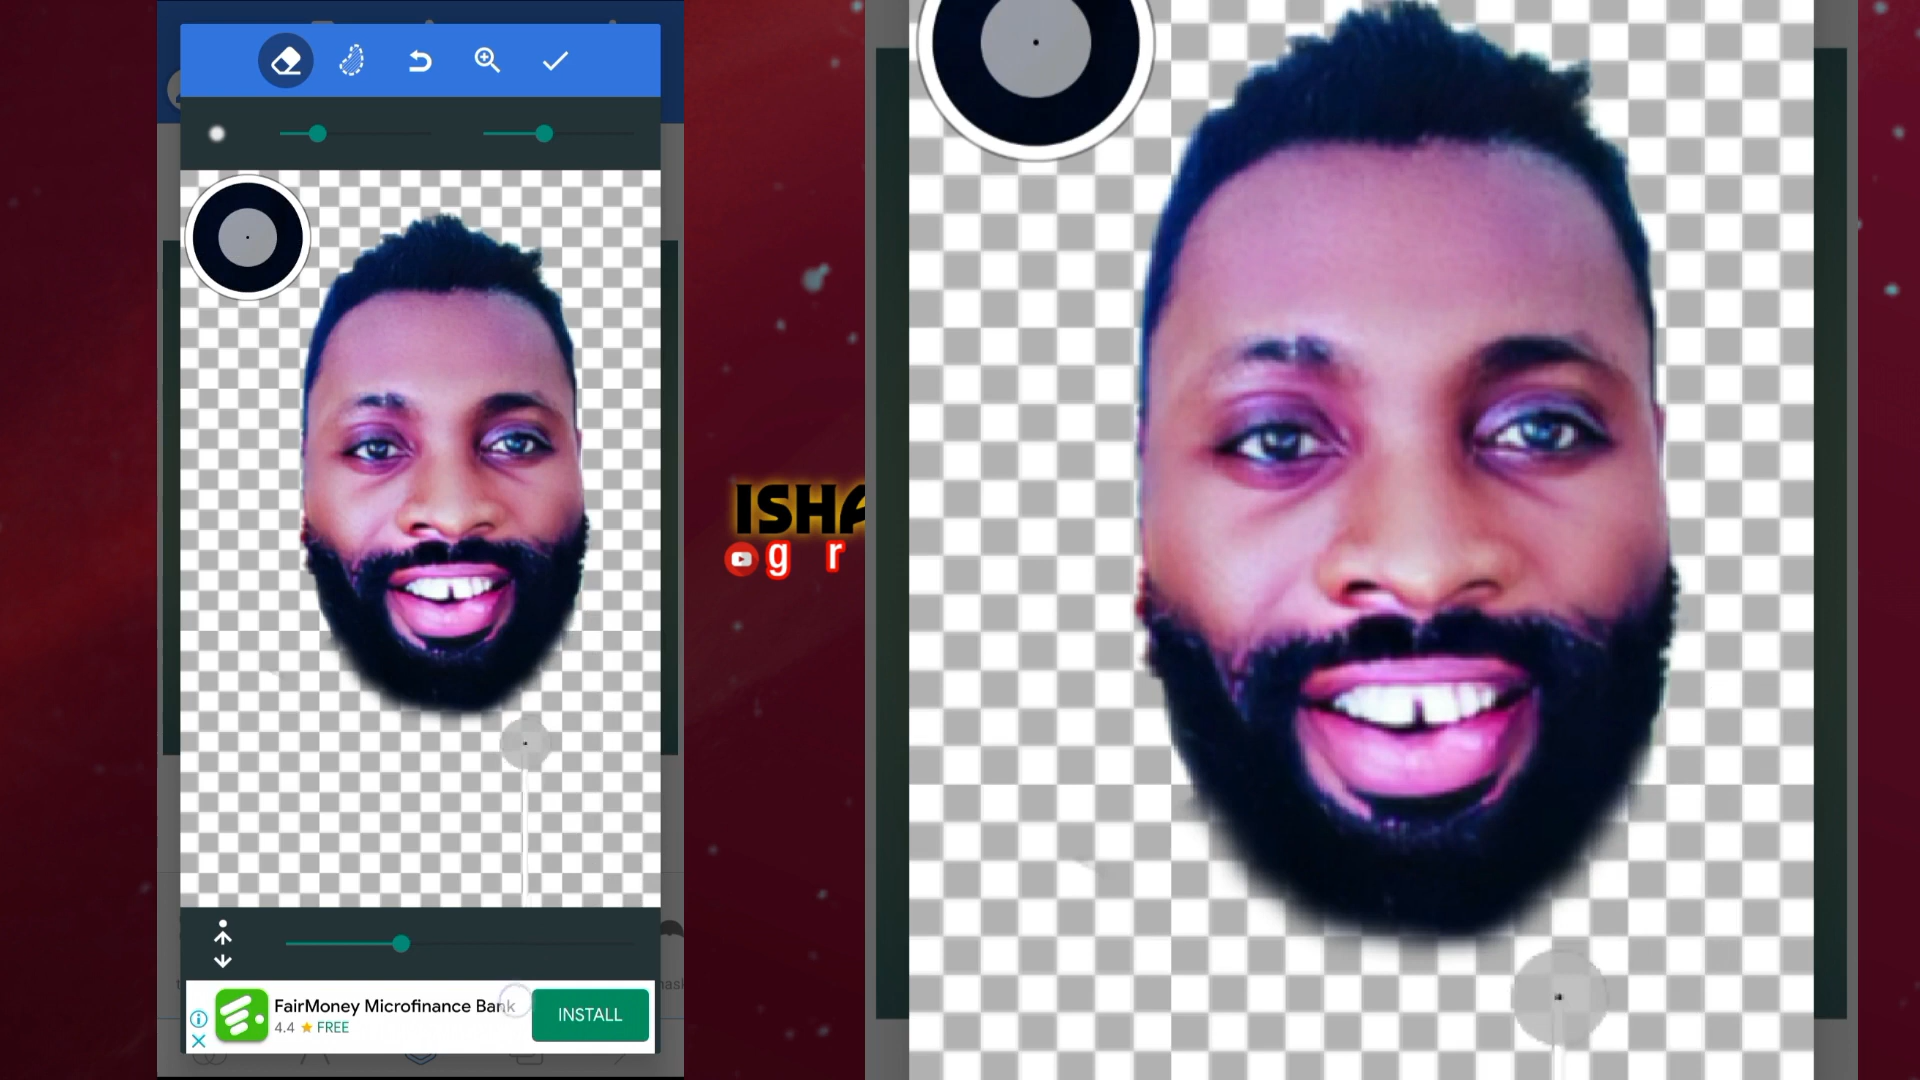 ISHA
g r
FairMoney Microfinance Bank
4.4 ★ FREE
INSTALL